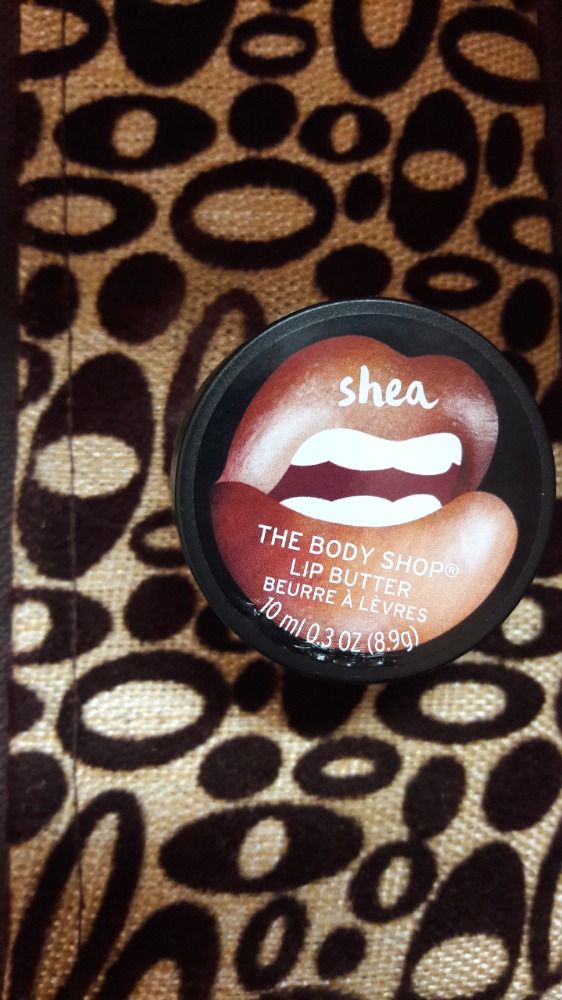 shea
THE BODY SHOP®
LIP BUTTER
BEURRE À LÈVRES
10 ml 0.3 OZ (8.9g)